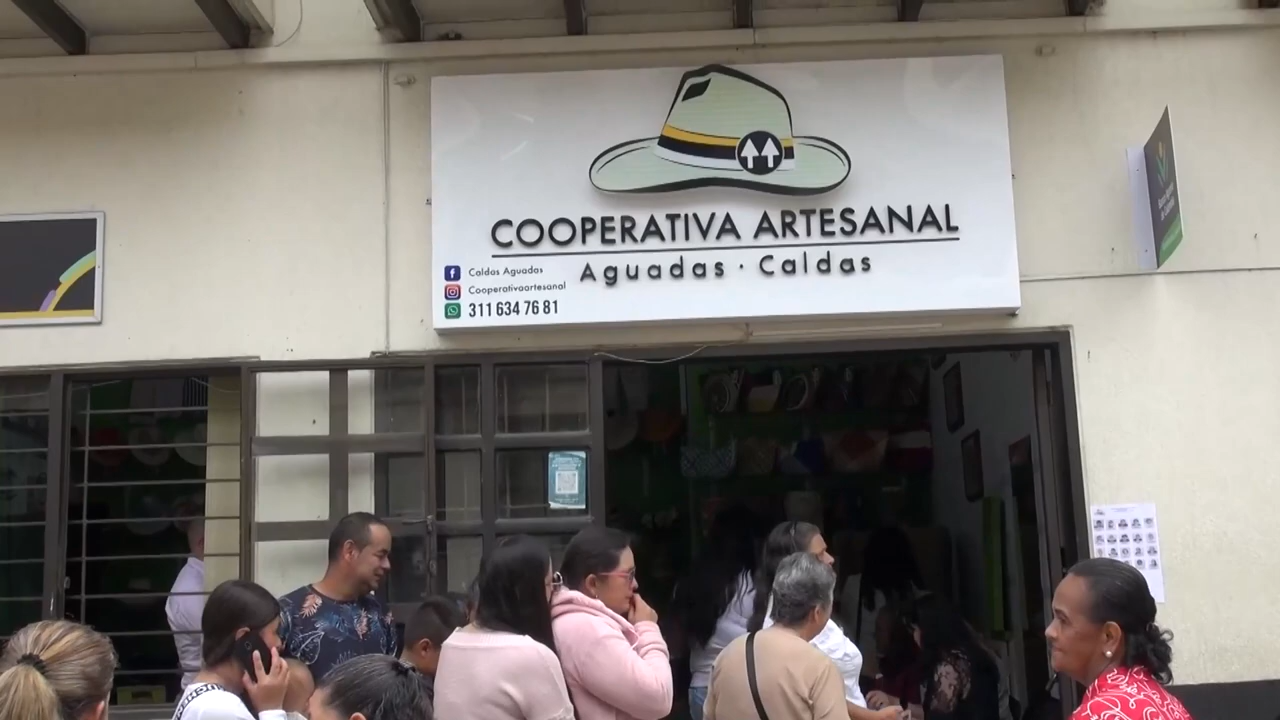 COOPERATIVA ARTESANAL
Aguadas · Caldas
Caldas Aguadas
Cooperativaartesanal
311 634 76 81